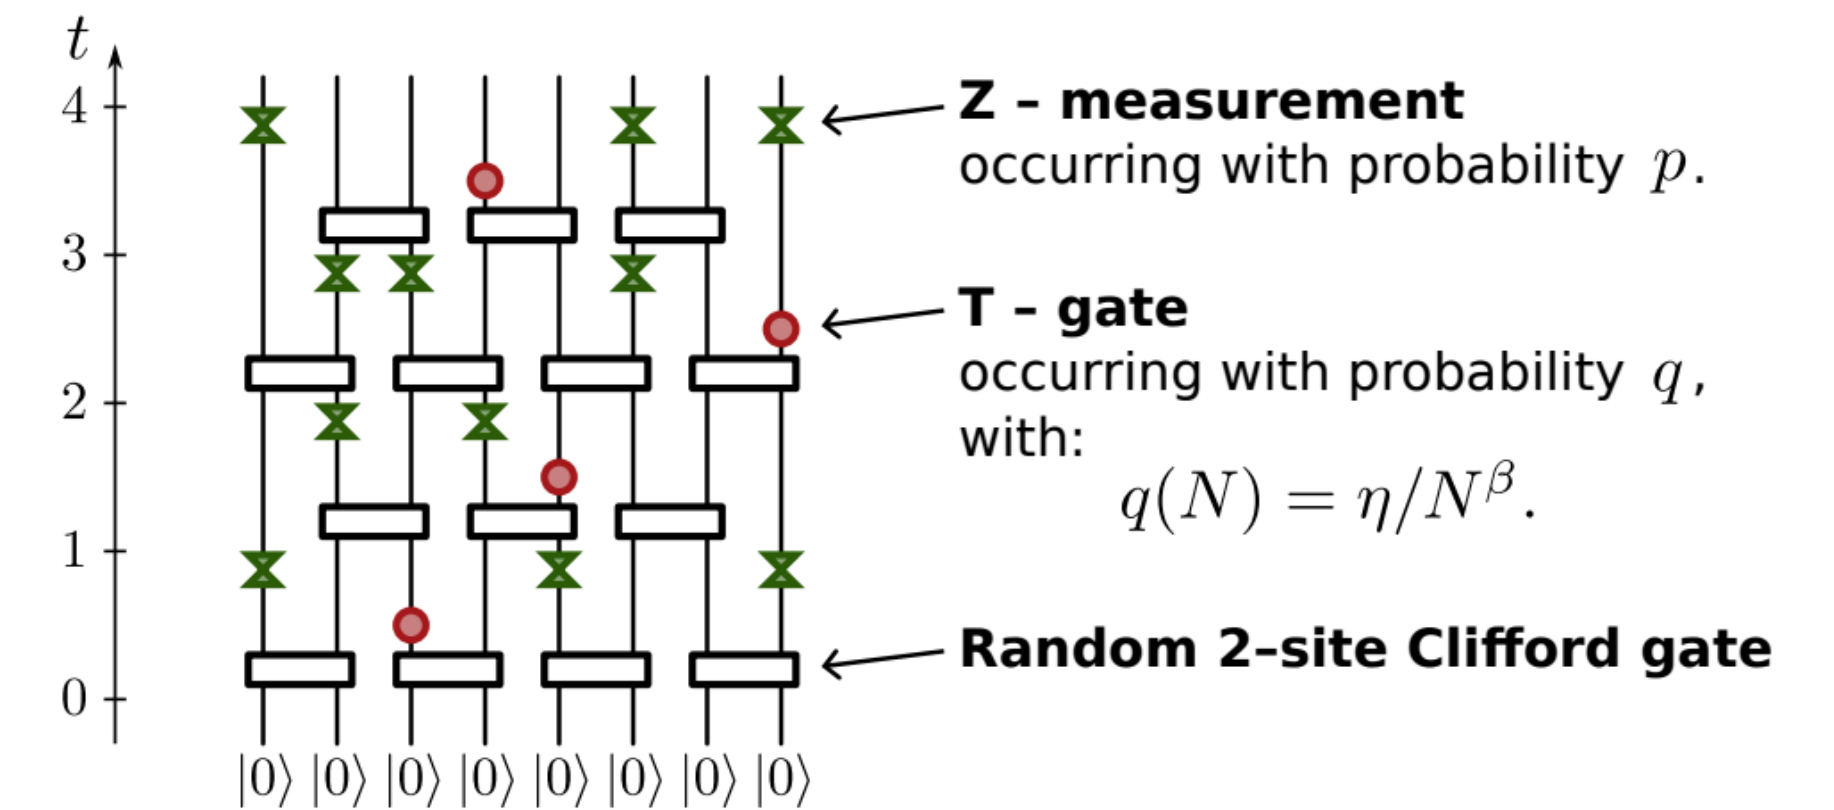 t
4
3
2
1
0
|0⟩ |0⟩ |0⟩ |0⟩ |0⟩ |0⟩ |0⟩ |0⟩
Z – measurement
occurring with probability p.
T – gate
occurring with probability q,
with:
q(N) = η/N^β.
Random 2–site Clifford gate